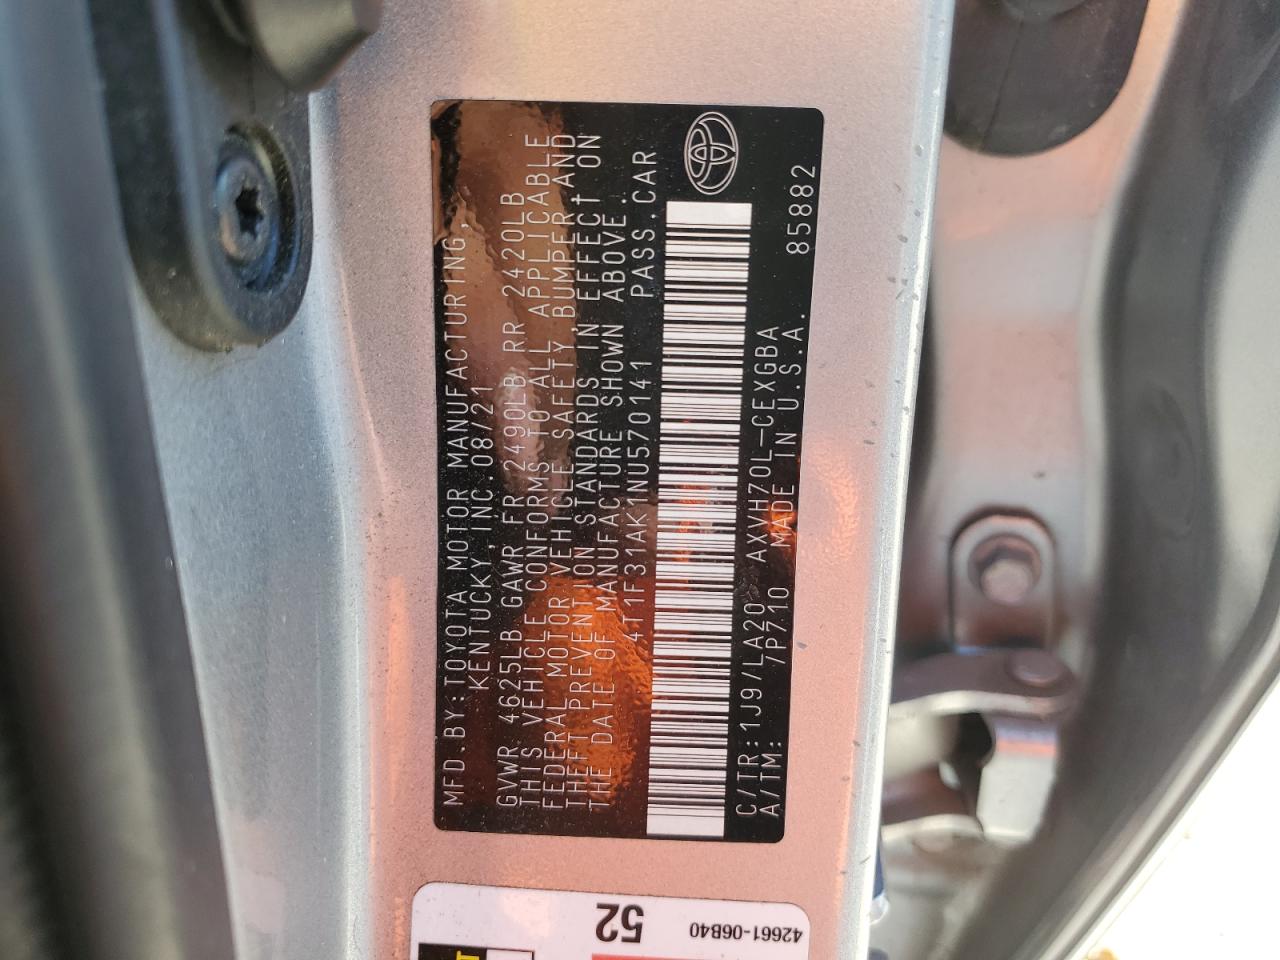 MFD.BY:TOYOTA MOTOR MANUFACTURING,
KENTUCKY,INC.08/21
GVWR 4625LB GAWR FR 2490LB RR 2420LB
THIS VEHICLE CONFORMS TO ALL APPLICABLE
FEDERAL MOTOR VEHICLE SAFETY,BUMPER AND
THEFT PREVENTION STANDARDS IN EFFECT ON
THE DATE OF MANUFACTURE SHOWN ABOVE.
4T1F31AK1NU570141 PASS.CAR
C/TR:1J9/LA20 AXVH70L-CEXGBA
A/TM: /P710 MADE IN U.S.A. 85882
52
42661-06B40